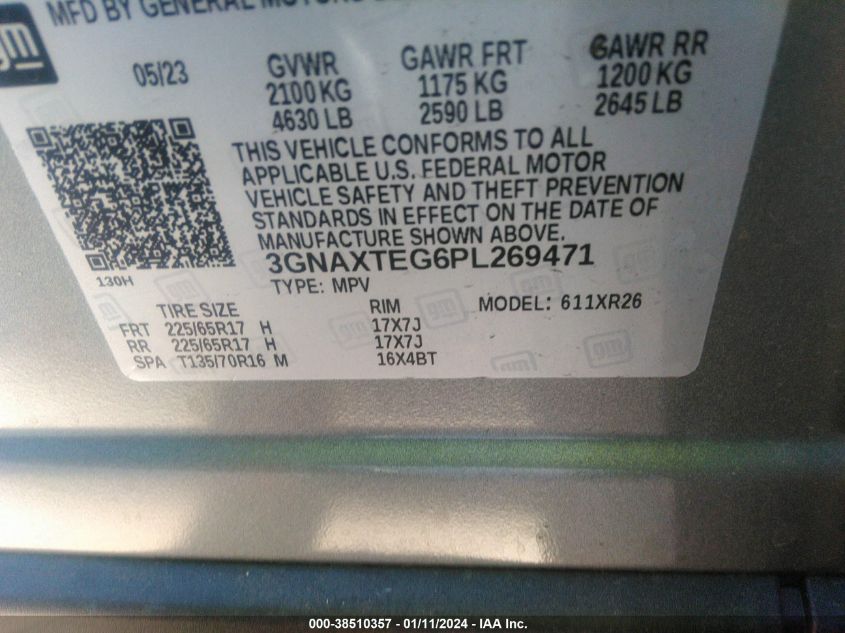 MFD BY GENERAL MOTORS
gm
05/23
GVWR GAWR FRT GAWR RR
2100 KG 1175 KG 1200 KG
4630 LB 2590 LB 2645 LB
THIS VEHICLE CONFORMS TO ALL
APPLICABLE U.S. FEDERAL MOTOR
VEHICLE SAFETY AND THEFT PREVENTION
STANDARDS IN EFFECT ON THE DATE OF
MANUFACTURE SHOWN ABOVE.
3GNAXTEG6PL269471
130H
TYPE: MPV
TIRE SIZE RIM MODEL: 611XR26
FRT 225/65R17 H 17X7J
RR 225/65R17 H 17X7J
SPA T135/70R16 M 16X4BT
000-38510357 - 01/11/2024 - IAA Inc.